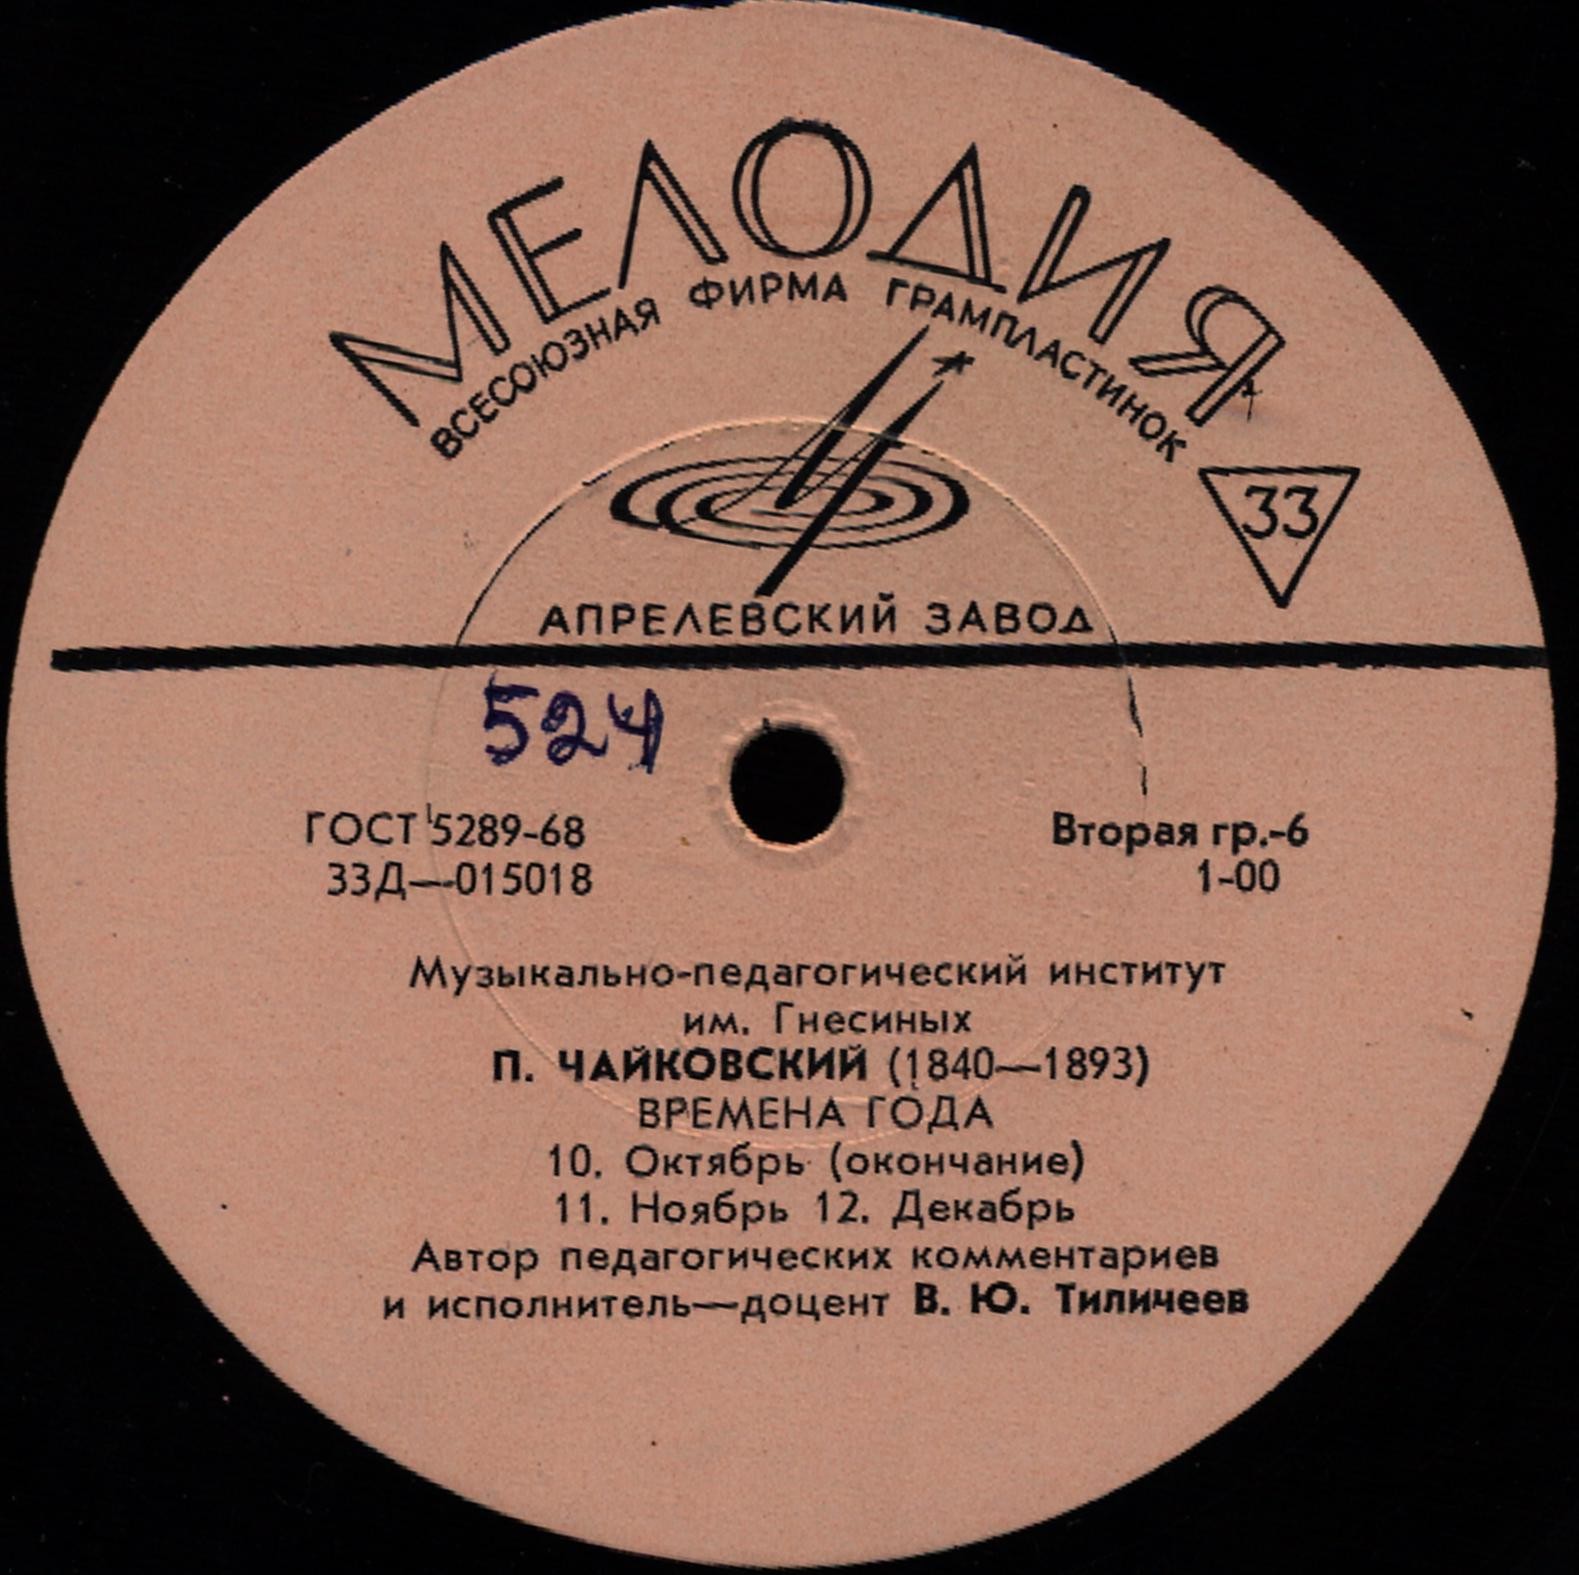 МЕЛОДИЯ
ВСЕСОЮЗНАЯ ФИРМА ГРАМПЛАСТИНОК
33
АПРЕЛЕВСКИЙ ЗАВОД
524
ГОСТ 5289-68
Вторая гр.-6
33Д—015018
1-00
Музыкально-педагогический институт
им. Гнесиных
П. ЧАЙКОВСКИЙ (1840—1893)
ВРЕМЕНА ГОДА
10. Октябрь (окончание)
11. Ноябрь 12. Декабрь
Автор педагогических комментариев
и исполнитель—доцент В. Ю. Тиличеев